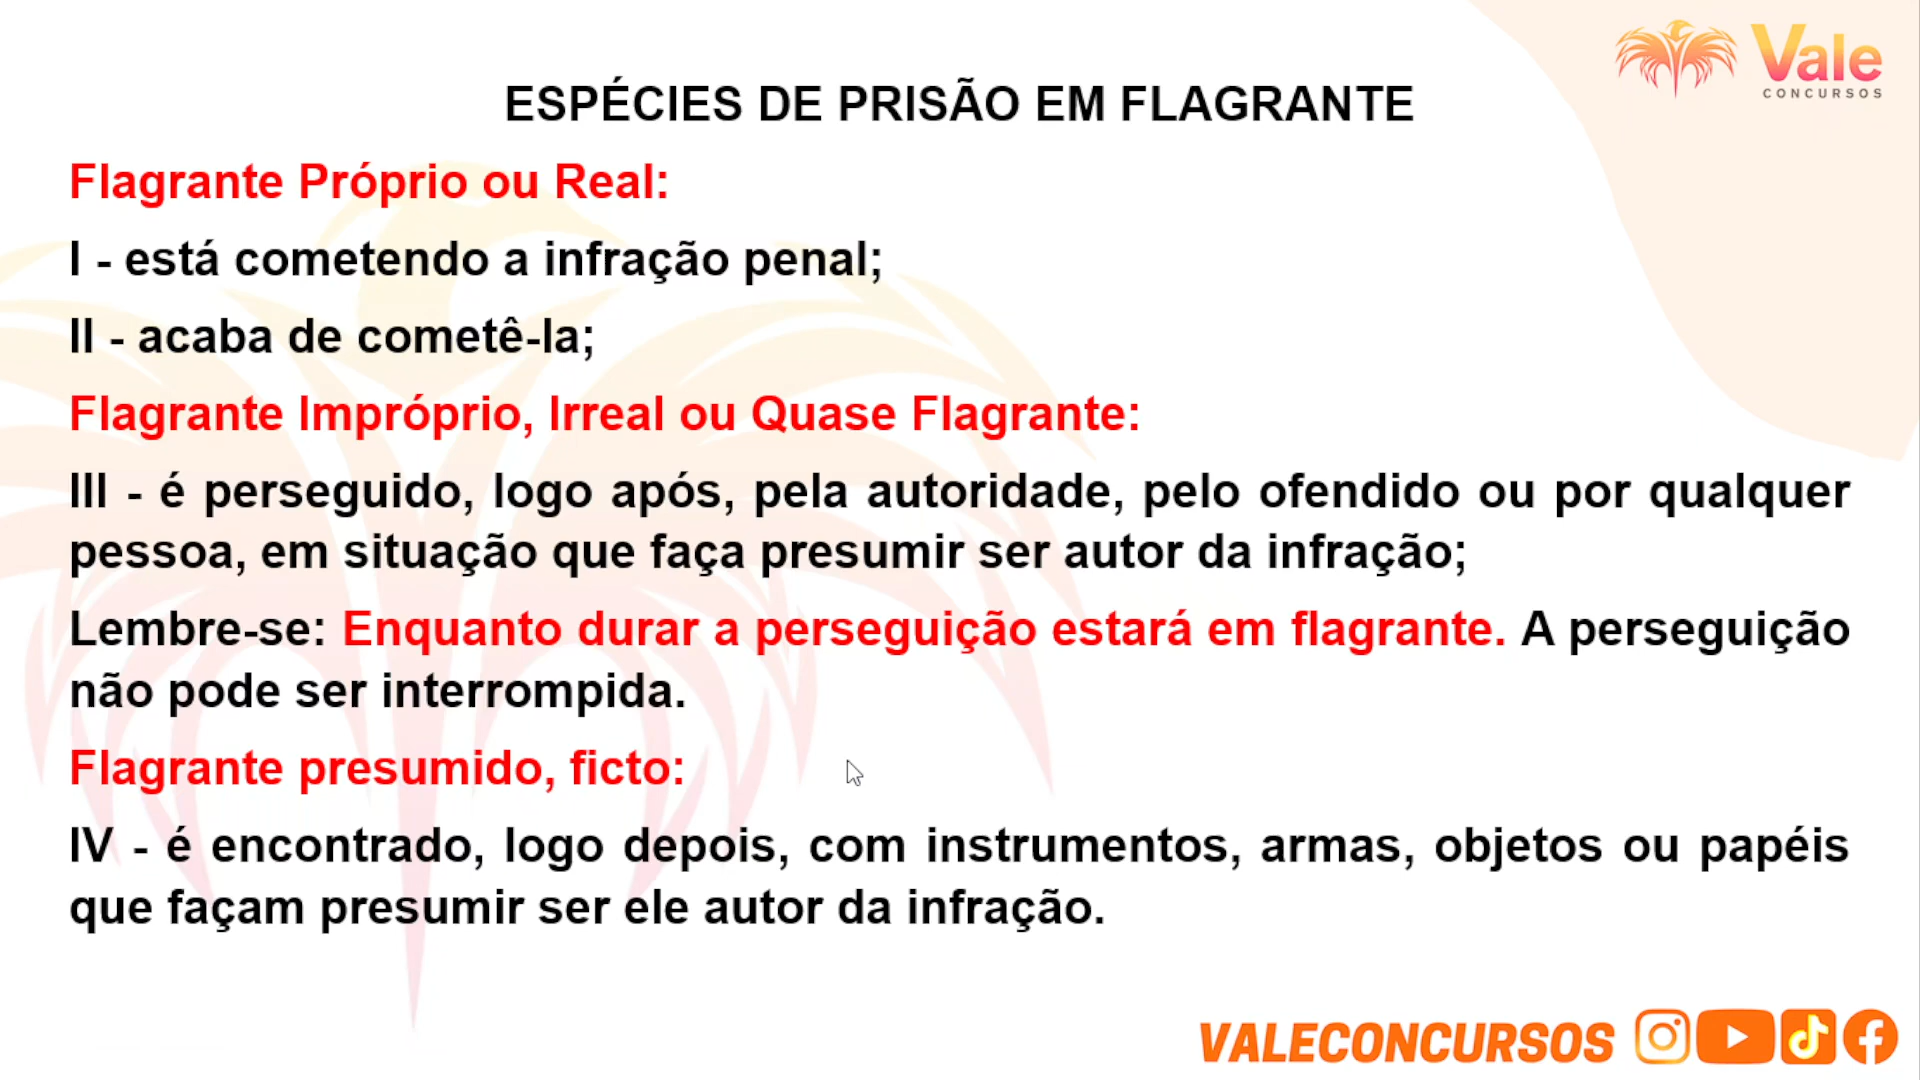 Vale
CONCURSOS
ESPÉCIES DE PRISÃO EM FLAGRANTE
Flagrante Próprio ou Real:
I - está cometendo a infração penal;
II - acaba de cometê-la;
Flagrante Impróprio, Irreal ou Quase Flagrante:
III - é perseguido, logo após, pela autoridade, pelo ofendido ou por qualquer
pessoa, em situação que faça presumir ser autor da infração;
Lembre-se: Enquanto durar a perseguição estará em flagrante. A perseguição
não pode ser interrompida.
Flagrante presumido, ficto:
IV - é encontrado, logo depois, com instrumentos, armas, objetos ou papéis
que façam presumir ser ele autor da infração.
VALECONCURSOS